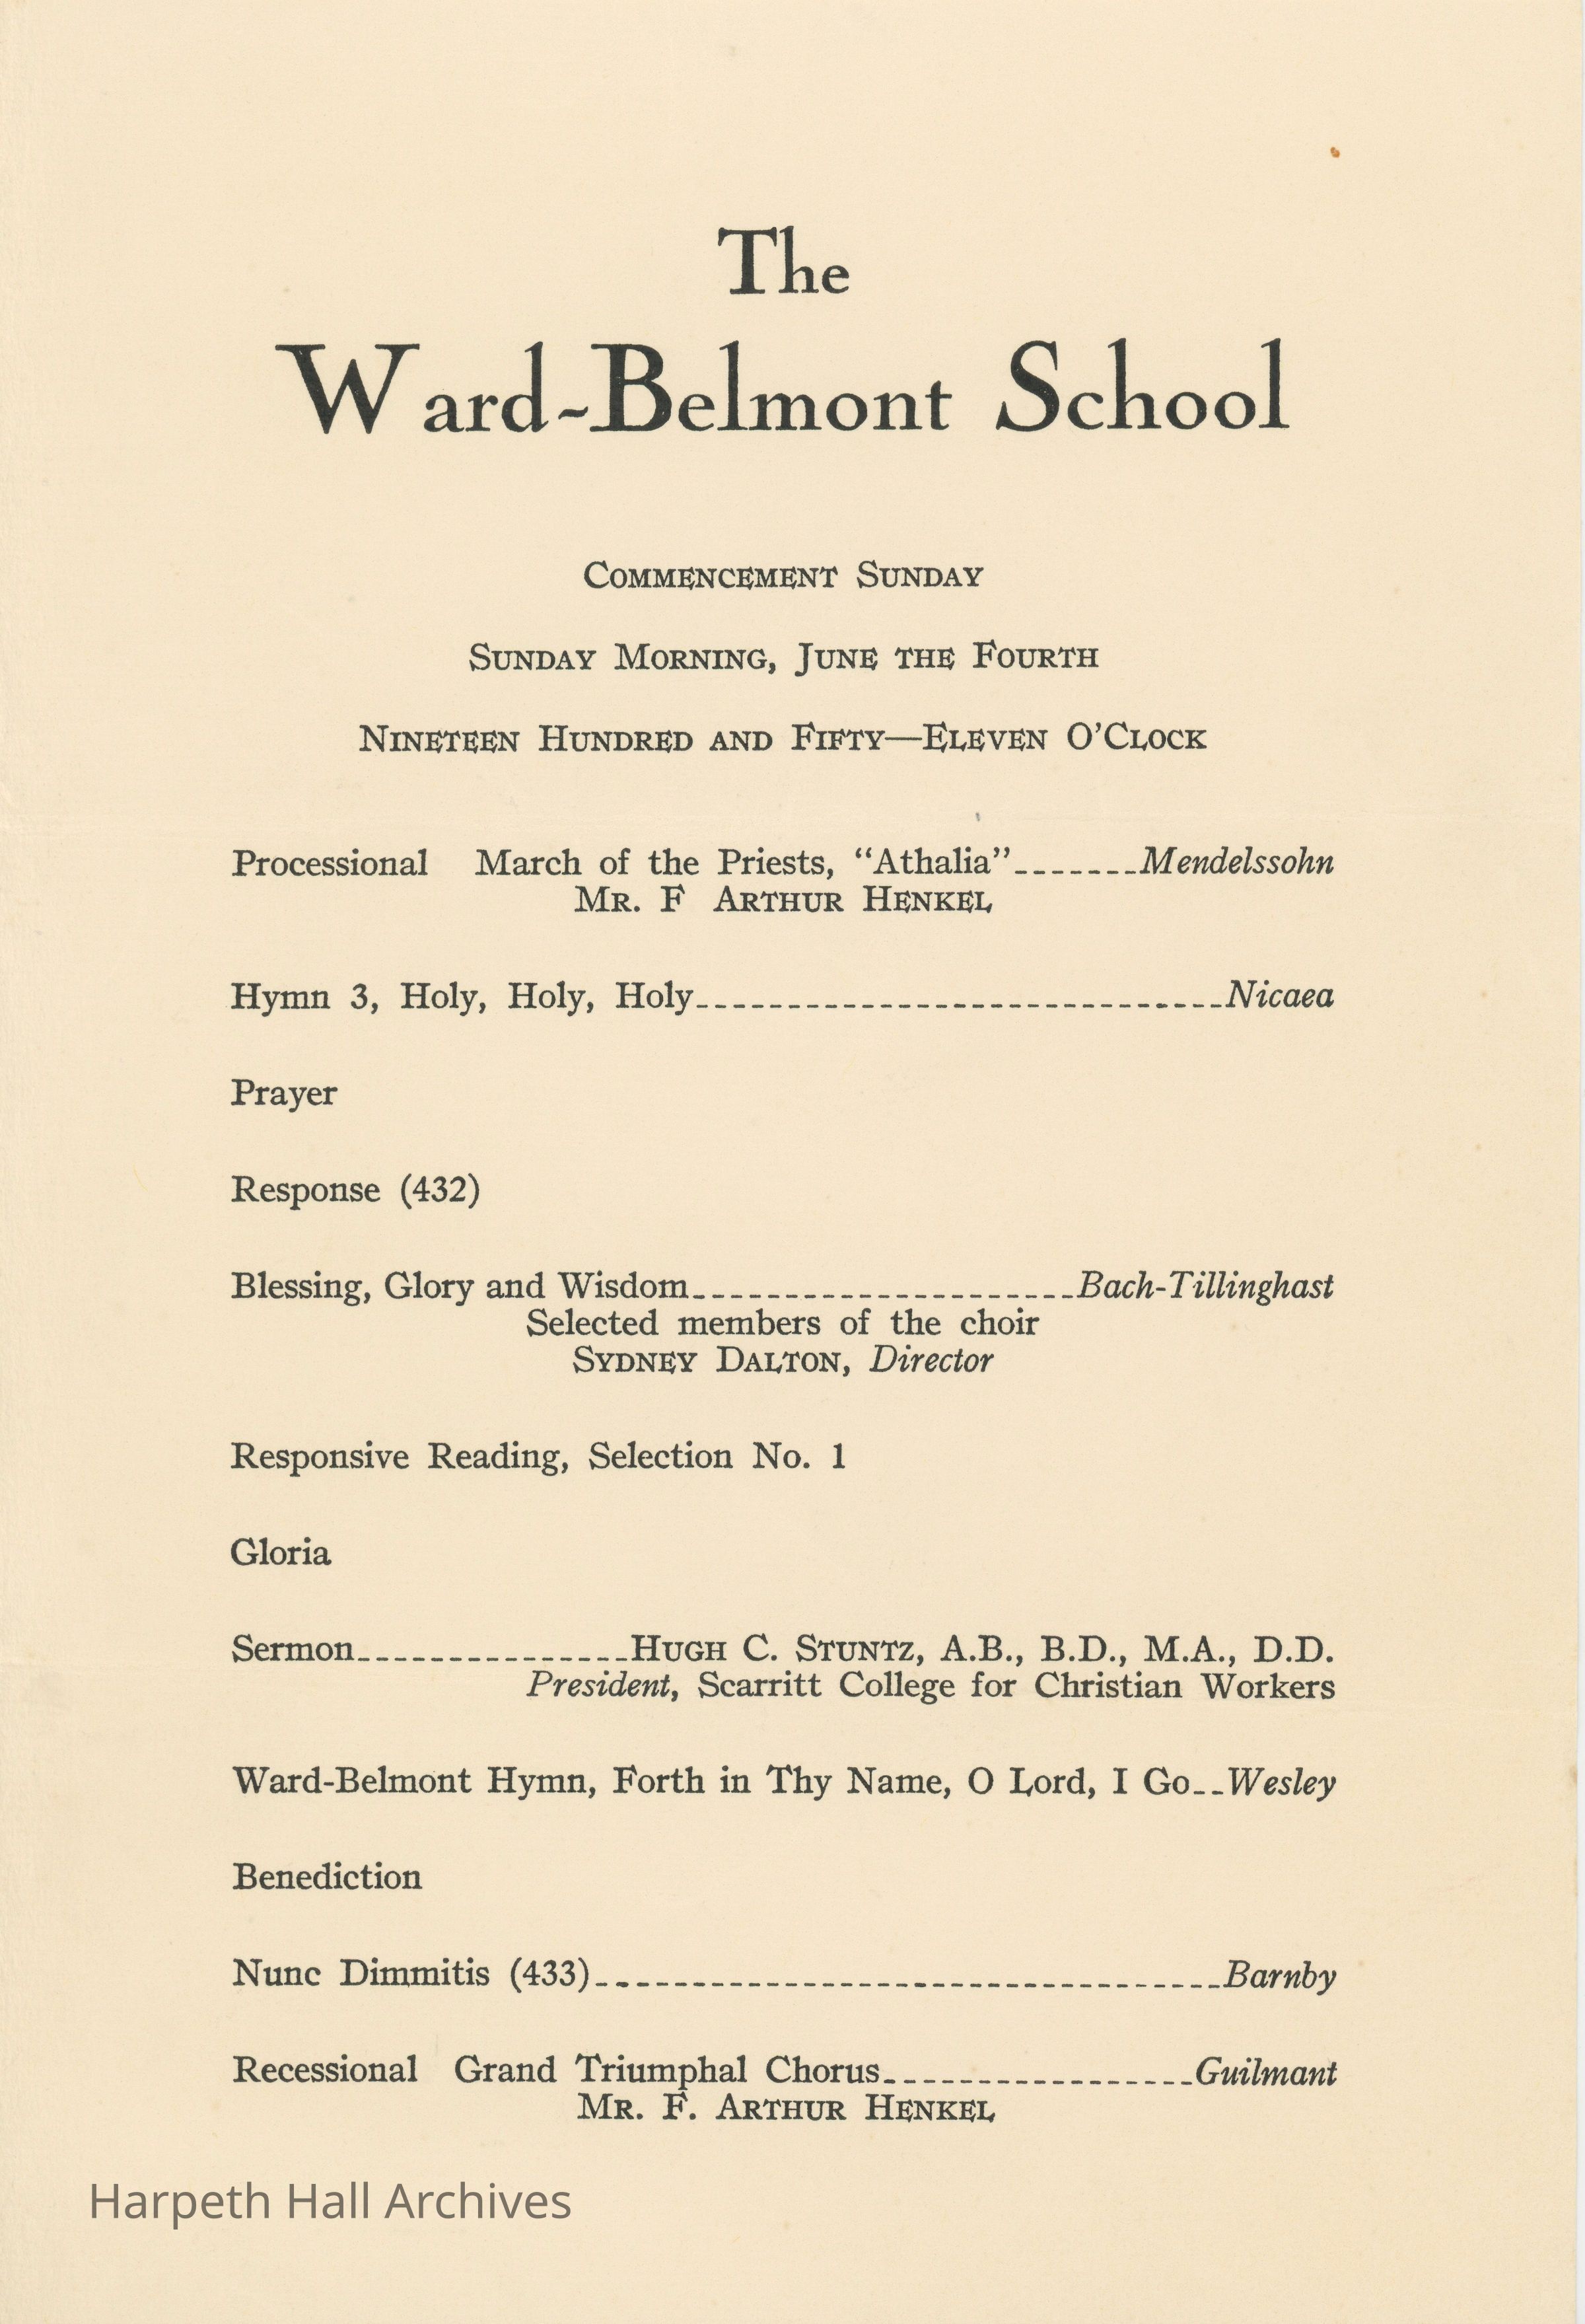 The
Ward-Belmont School
Commencement Sunday
Sunday Morning, June the Fourth
Nineteen Hundred and Fifty—Eleven O'Clock
Processional March of the Priests, “Athalia”-------Mendelssohn
Mr. F Arthur Henkel
Hymn 3, Holy, Holy, Holy-----------------------------Nicaea
Prayer
Response (432)
Blessing, Glory and Wisdom---------------------Bach-Tillinghast
Selected members of the choir
Sydney Dalton, Director
Responsive Reading, Selection No. 1
Gloria
Sermon---------------Hugh C. Stuntz, A.B., B.D., M.A., D.D.
President, Scarritt College for Christian Workers
Ward-Belmont Hymn, Forth in Thy Name, O Lord, I Go--Wesley
Benediction
Nunc Dimmitis (433)----------------------------------Barnby
Recessional Grand Triumphal Chorus-----------------Guilmant
Mr. F. Arthur Henkel
Harpeth Hall Archives